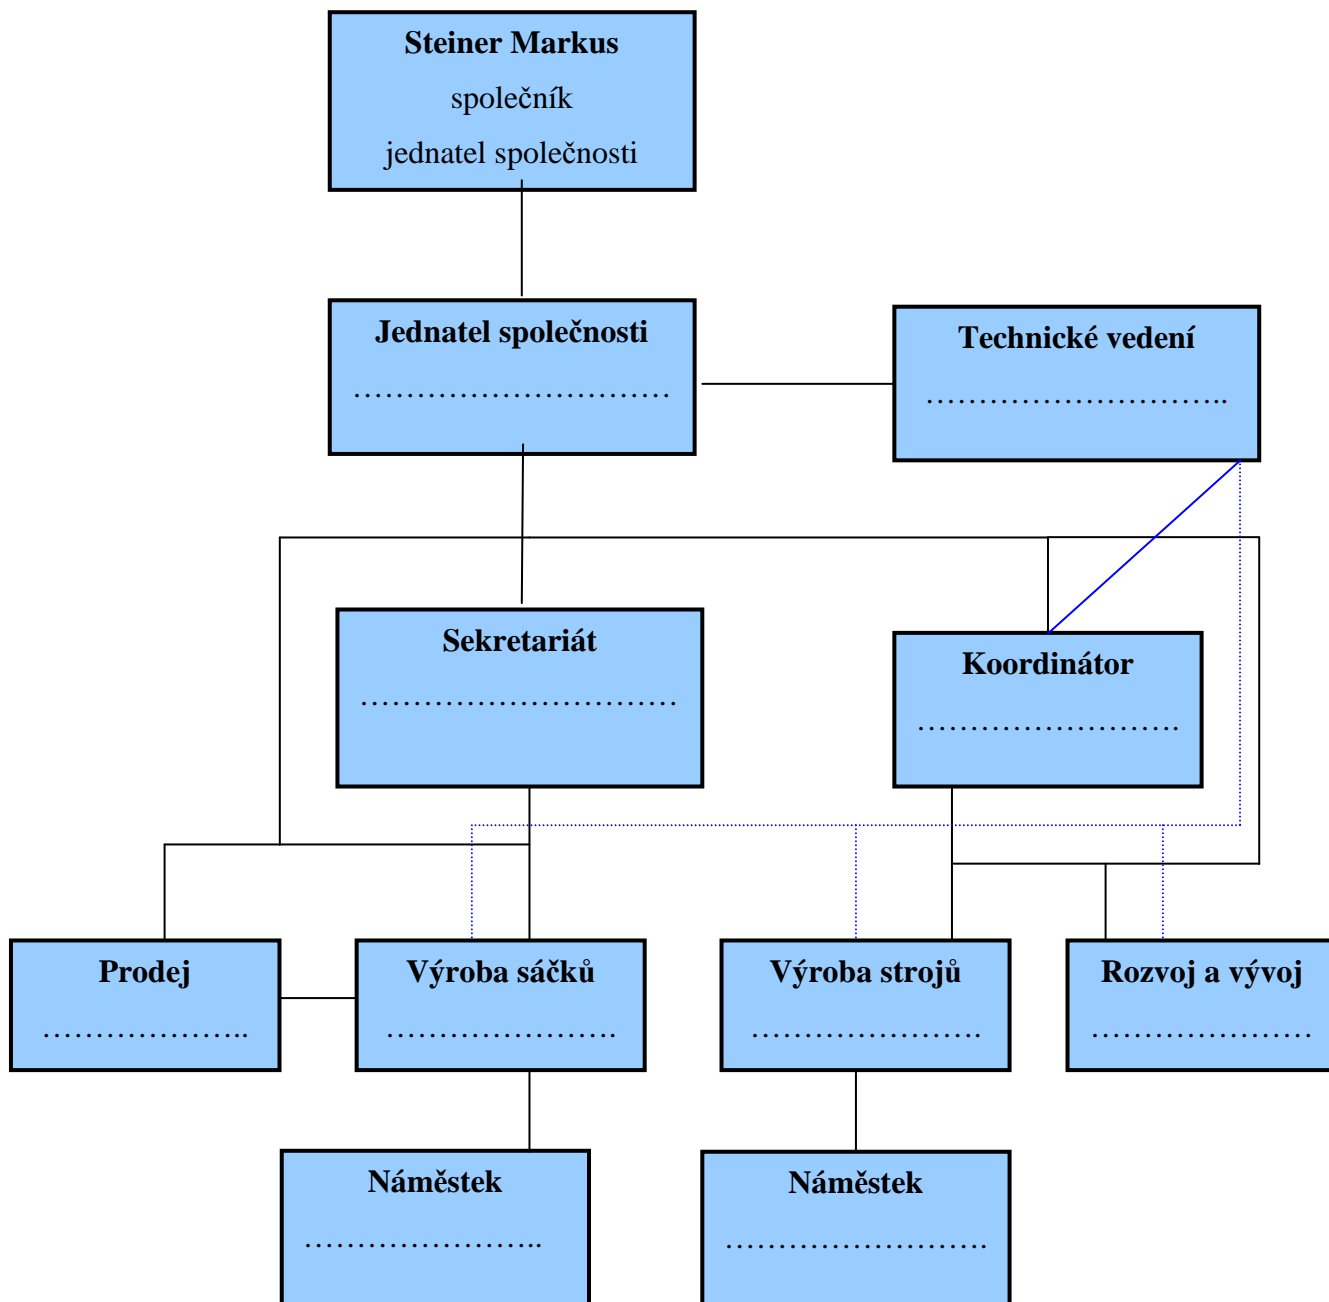 Steiner Markus
společník
jednatel společnosti
Jednatel společnosti
…………………………
Technické vedení
………………………..
Sekretariát
…………………………
Koordinátor
…………………….
Prodej
………………..
Výroba sáčků
………………….
Výroba strojů
………………….
Rozvoj a vývoj
…………………
Náměstek
…………………..
Náměstek
…………………….